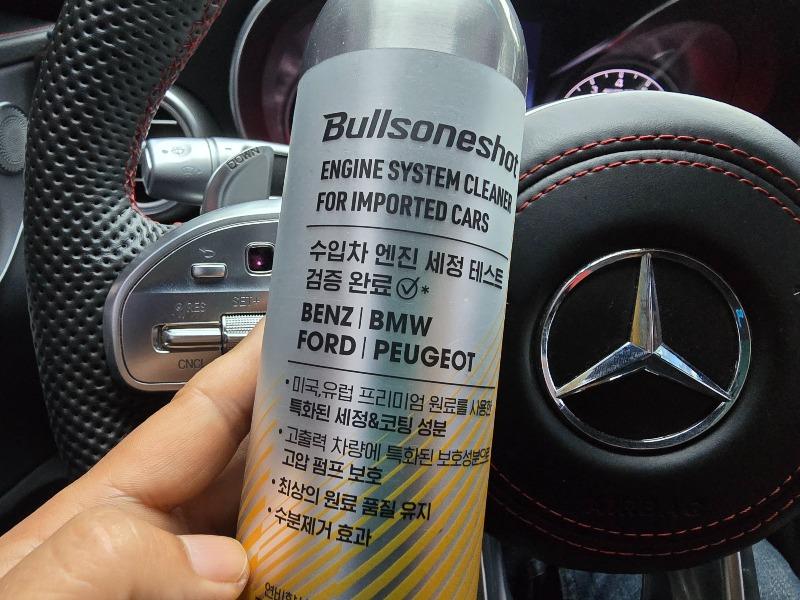 Bullsoneshot
ENGINE SYSTEM CLEANER
FOR IMPORTED CARS
수입차 엔진 세정 테스트
검증 완료 *
BENZ | BMW
FORD | PEUGEOT
• 미국,유럽 프리미엄 원료를 사용한
특화된 세정&코팅 성분
• 고출력 차량에 특화된 보호성분으로
고압 펌프 보호
• 최상의 원료 품질 유지
• 수분제거 효과
DOWN
RES
SET+
CNCL